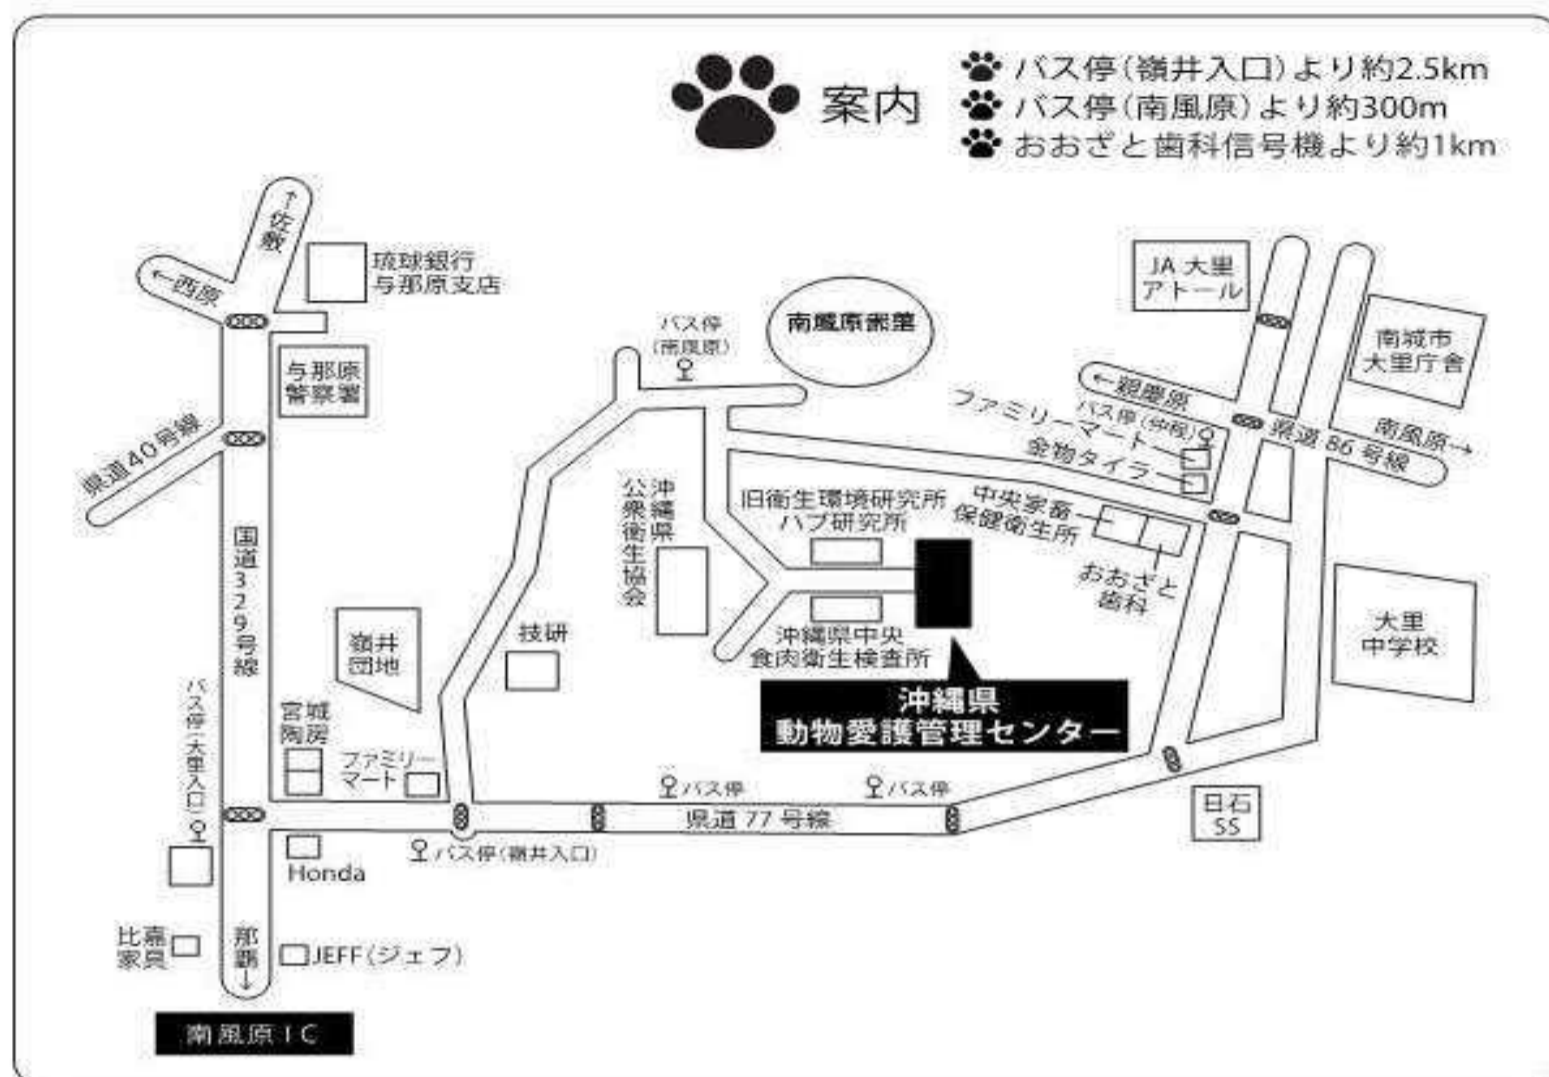 案内
バス停(嶺井入口)より約2.5km
バス停(南風原)より約300m
おおざと歯科信号機より約1km
↑佐敷
←西原
琉球銀行
与那原支店
与那原
警察署
県道40号線
国道329号線
バス停
(南風原)
南風原部落
JA 大里
アトール
南城市
大里庁舎
←親慶原
ファミリーマート
バス停
金物タイラ
県道 86 号線
南風原→
沖縄県
公衆衛生協会
旧衛生環境研究所
ハブ研究所
中央家畜
保健衛生所
おおざと
歯科
大里
中学校
嶺井
団地
技研
沖縄県中央
食肉衛生検査所
沖縄県
動物愛護管理センター
バス停(大里入口)
宮城
陶房
ファミリー
マート
バス停
バス停
県道 77 号線
日石
SS
バス停(嶺井入口)
Honda
比嘉
家具
那覇→
JEFF(ジェフ)
南風原IC